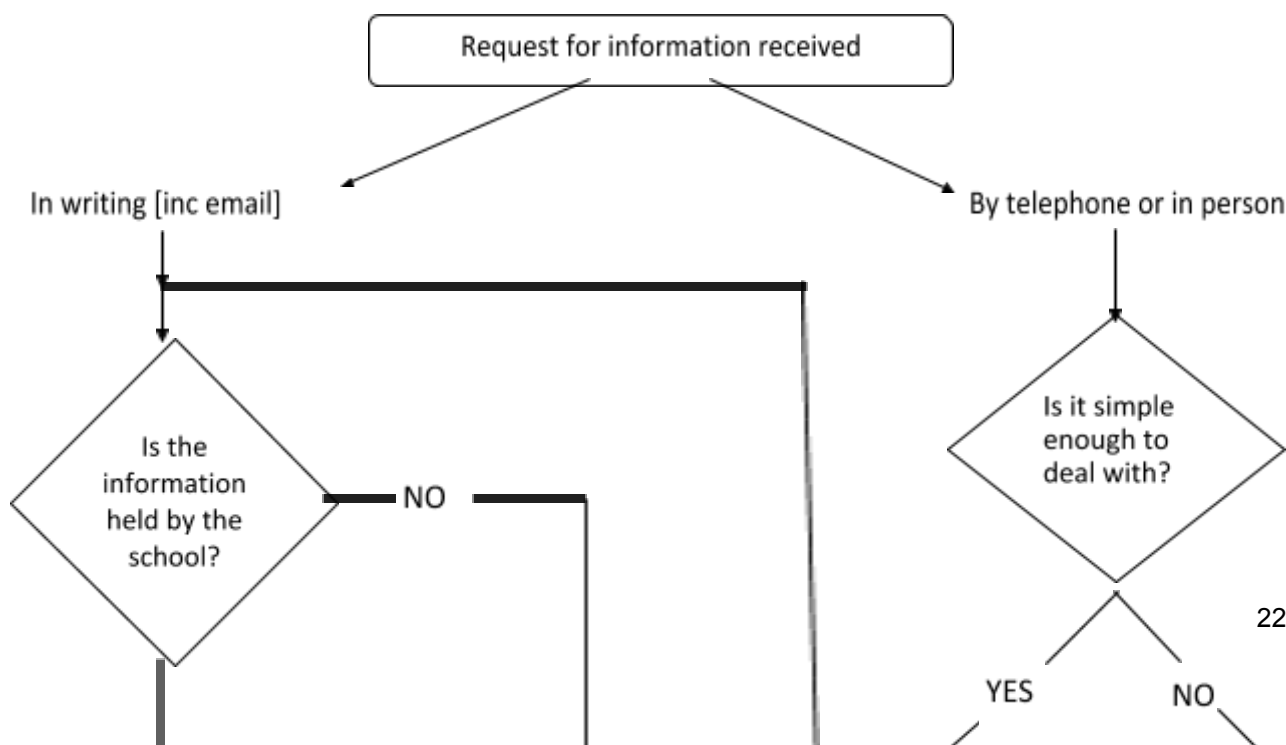 Request for information received
In writing [inc email]
By telephone or in person
Is it simple
enough to
deal with?
Is the
information
held by the
school?
NO
22
YES
NO